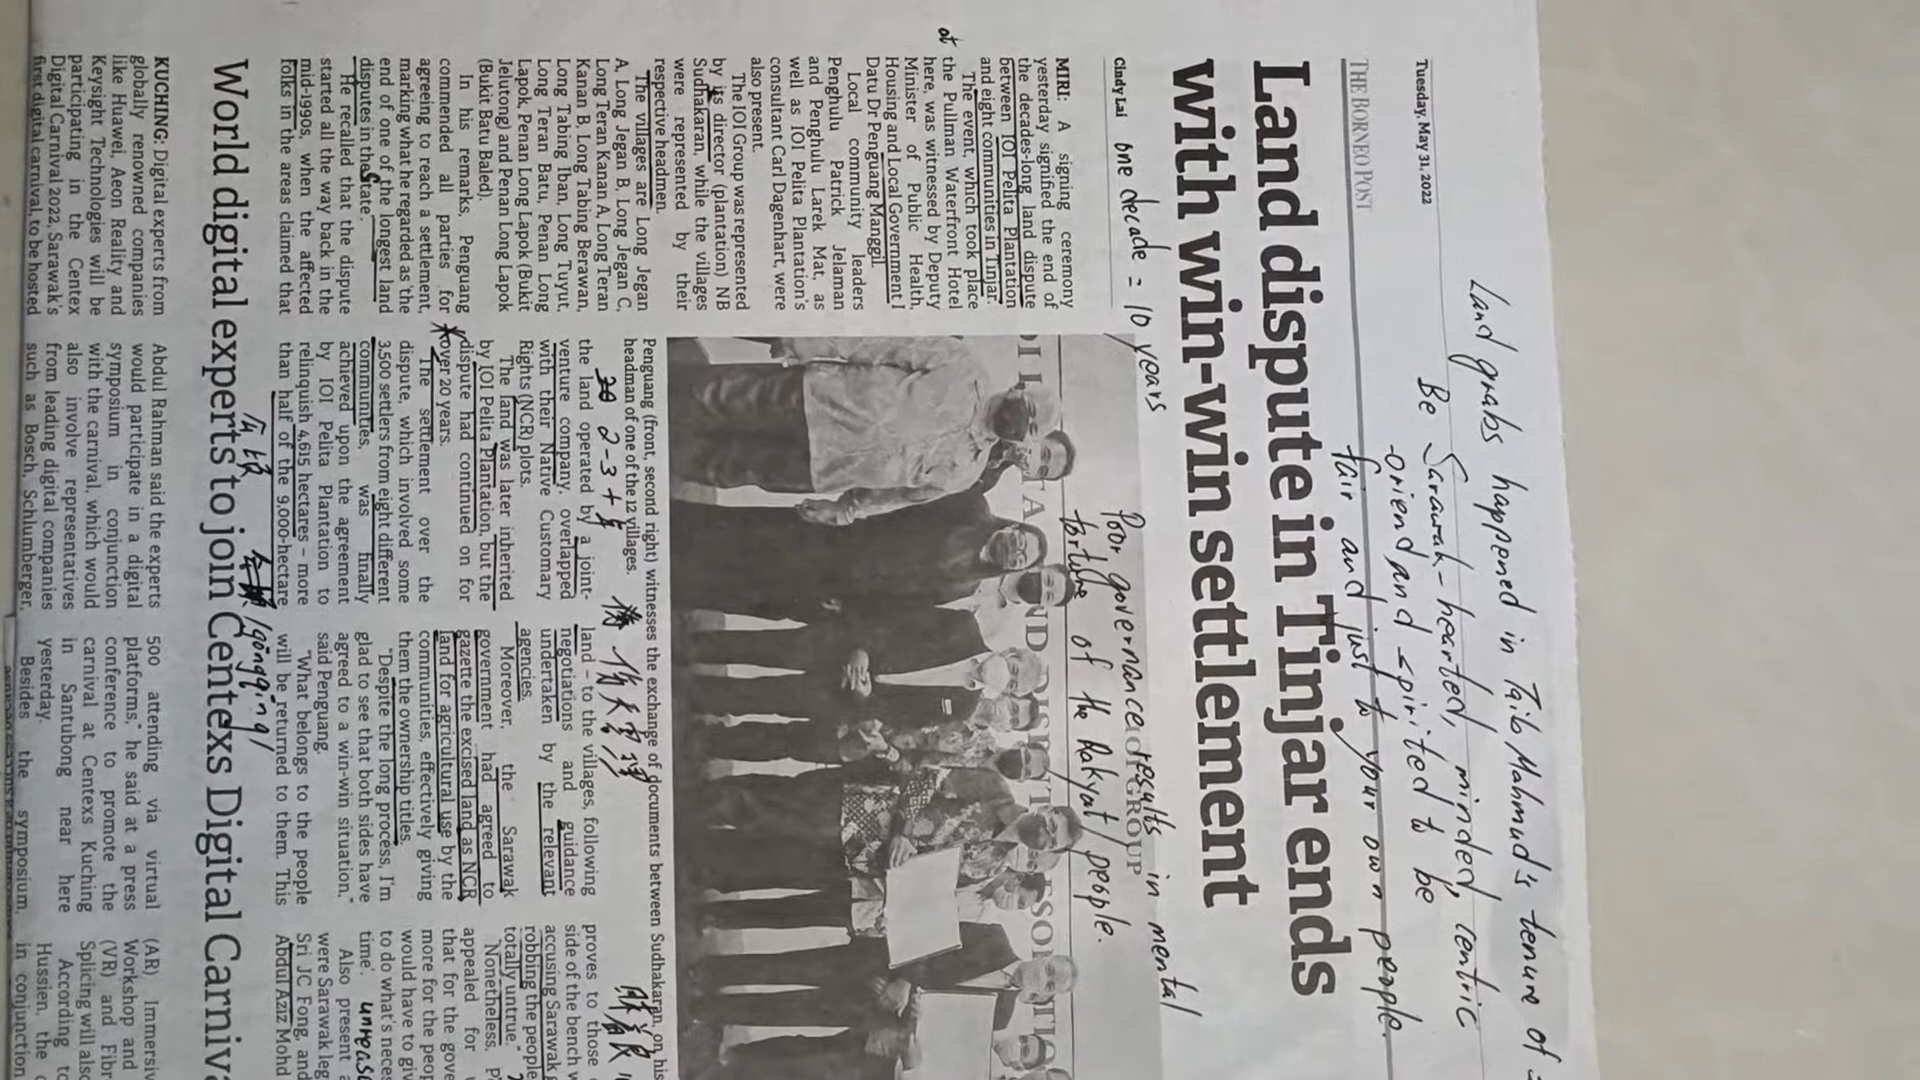 Land grabs happened in Taib Mahmud's tenure of
Be Sarawak-hearted, minded, centric
-oriend and spirited to be
fair and just to your own people.
Tuesday, May 31, 2022
THE BORNEO POST
Land dispute in Tinjar ends
with win-win settlement
Cindy Lai
one decade = 10 years
Poor governance results in mental
torture of the Rakyat people.
MIRI: A signing ceremony
yesterday signified the end of
the decades-long land dispute
between IOI Pelita Plantation
and eight communities in Tinjar.
The event, which took place
at
the Pullman Waterfront Hotel
here, was witnessed by Deputy
Minister of Public Health,
Housing and Local Government I
Datu Dr Penguang Manggil.
Local community leaders
Penghulu Patrick Jelaman
and Penghulu Larek Mat, as
well as IOI Pelita Plantation's
consultant Carl Dagenhart, were
also present.
The IOI Group was represented
by its director (plantation) NB
Sudhakaran, while the villages
were represented by their
respective headmen.
The villages are Long Jegan
A, Long Jegan B, Long Jegan C,
Long Teran Kanan A, Long Teran
Kanan B, Long Tabing Berawan,
Long Tabing Iban, Long Tuyut,
Long Teran Batu, Penan Long
Lapok, Penan Long Lapok (Bukit
Jelutong) and Penan Long Lapok
(Bukit Batu Baled).
In his remarks, Penguang
commended all parties for
agreeing to reach a settlement,
marking what he regarded as 'the
end of one of the longest land
disputes in the State'.
He recalled that the dispute
started all the way back in the
mid-1990s, when the affected
folks in the areas claimed that
Penguang (front, second right) witnesses the exchange of documents between Sudhakaran, on his
headman of one of the 12 villages.
the land operated by a joint-
venture company, overlapped
with their Native Customary
Rights (NCR) plots.
The land was later inherited
by IOI Pelita Plantation, but the
dispute had continued on for
over 20 years.
The settlement over the
dispute, which involved some
3,500 settlers from eight different
communities, was finally
achieved upon the agreement
by IOI Pelita Plantation to
relinquish 4,615 hectares – more
than half of the 9,000-hectare
land – to the villages, following
negotiations and guidance
undertaken by the relevant
agencies.
Moreover, the Sarawak
government had agreed to
gazette the excised land as NCR
land for agricultural use by the
communities, effectively giving
them the ownership titles.
"Despite the long process, I'm
glad to see that both sides have
agreed to a win-win situation,"
said Penguang.
"What belongs to the people
will be returned to them. This
proves to those
side of the bench
accusing Sarawak
robbing the people
totally untrue."
Nonetheless,
appealed for
that for the gove
more for the peop
would have to giv
to do what's neces
time'.
Also present
were Sarawak leg
Sri JC Fong, and
Abdul Aziz Mohd
/gòngpíng/
World digital experts to join Centexs Digital Carniva
KUCHING: Digital experts from
globally renowned companies
like Huawei, Aeon Reality and
Keysight Technologies will be
participating in the Centex
Digital Carnival 2022, Sarawak's
first digital carnival, to be hosted
Abdul Rahman said the experts
would participate in a digital
symposium in conjunction
with the carnival, which would
also involve representatives
from leading digital companies
such as Bosch, Schlumberger,
500 attending via virtual
platforms," he said at a press
conference to promote the
carnival at Centexs Kuching
in Santubong near here
yesterday.
Besides the symposium,
(AR) Immersiv
Workshop and
(VR) and Fibr
Splicing will also
According to
Hussien, the
in conjunction